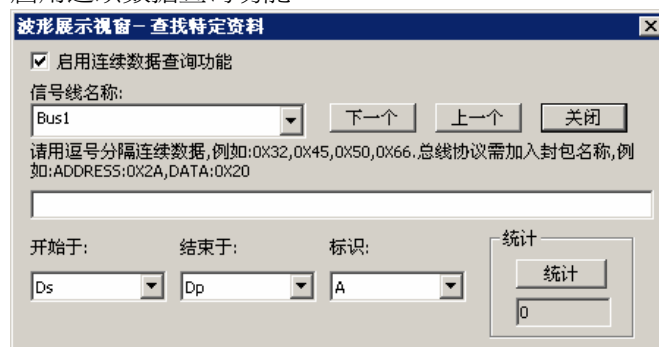 启用连续数据查询功能
波形展示视窗－查找特定资料
启用连续数据查询功能
信号线名称:
Bus1 下一个 上一个 关闭
请用逗号分隔连续数据,例如:0X32,0X45,0X50,0X66.总线协议需加入封包名称,例
如:ADDRESS:0X2A,DATA:0X20
开始于: 结束于: 标识: 统计
Ds Dp A 统计
0